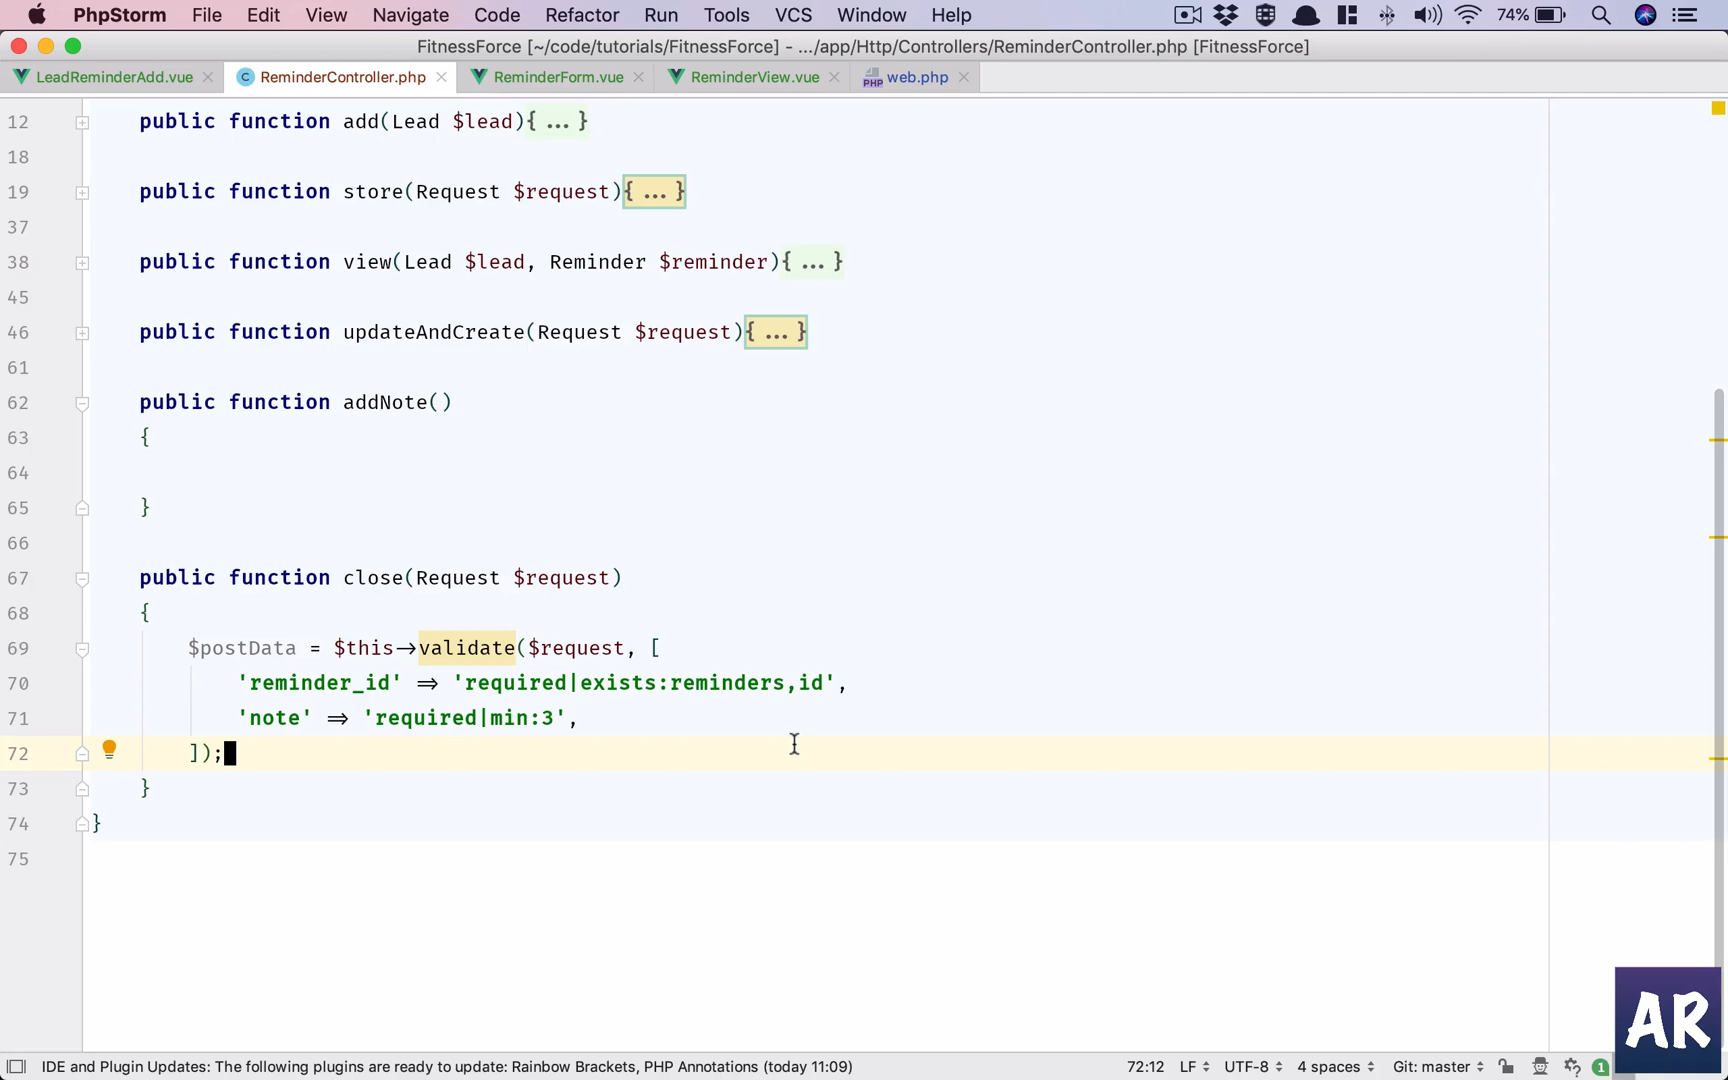 PhpStorm File Edit View Navigate Code Refactor Run Tools VCS Window Help 74%
FitnessForce [~/code/tutorials/FitnessForce] - .../app/Http/Controllers/ReminderController.php [FitnessForce]
LeadReminderAdd.vue C ReminderController.php ReminderForm.vue ReminderView.vue PHP web.php
12 public function add(Lead $lead){ ... }
18
19 public function store(Request $request){ ... }
37
38 public function view(Lead $lead, Reminder $reminder){ ... }
45
46 public function updateAndCreate(Request $request){ ... }
61
62 public function addNote()
63 {
64
65 }
66
67 public function close(Request $request)
68 {
69 $postData = $this→validate($request, [
70 'reminder_id' ⇒ 'required|exists:reminders,id',
71 'note' ⇒ 'required|min:3',
72 ]);
73 }
74 }
75
AR
IDE and Plugin Updates: The following plugins are ready to update: Rainbow Brackets, PHP Annotations (today 11:09) 72:12 LF UTF-8 4 spaces Git: master 1